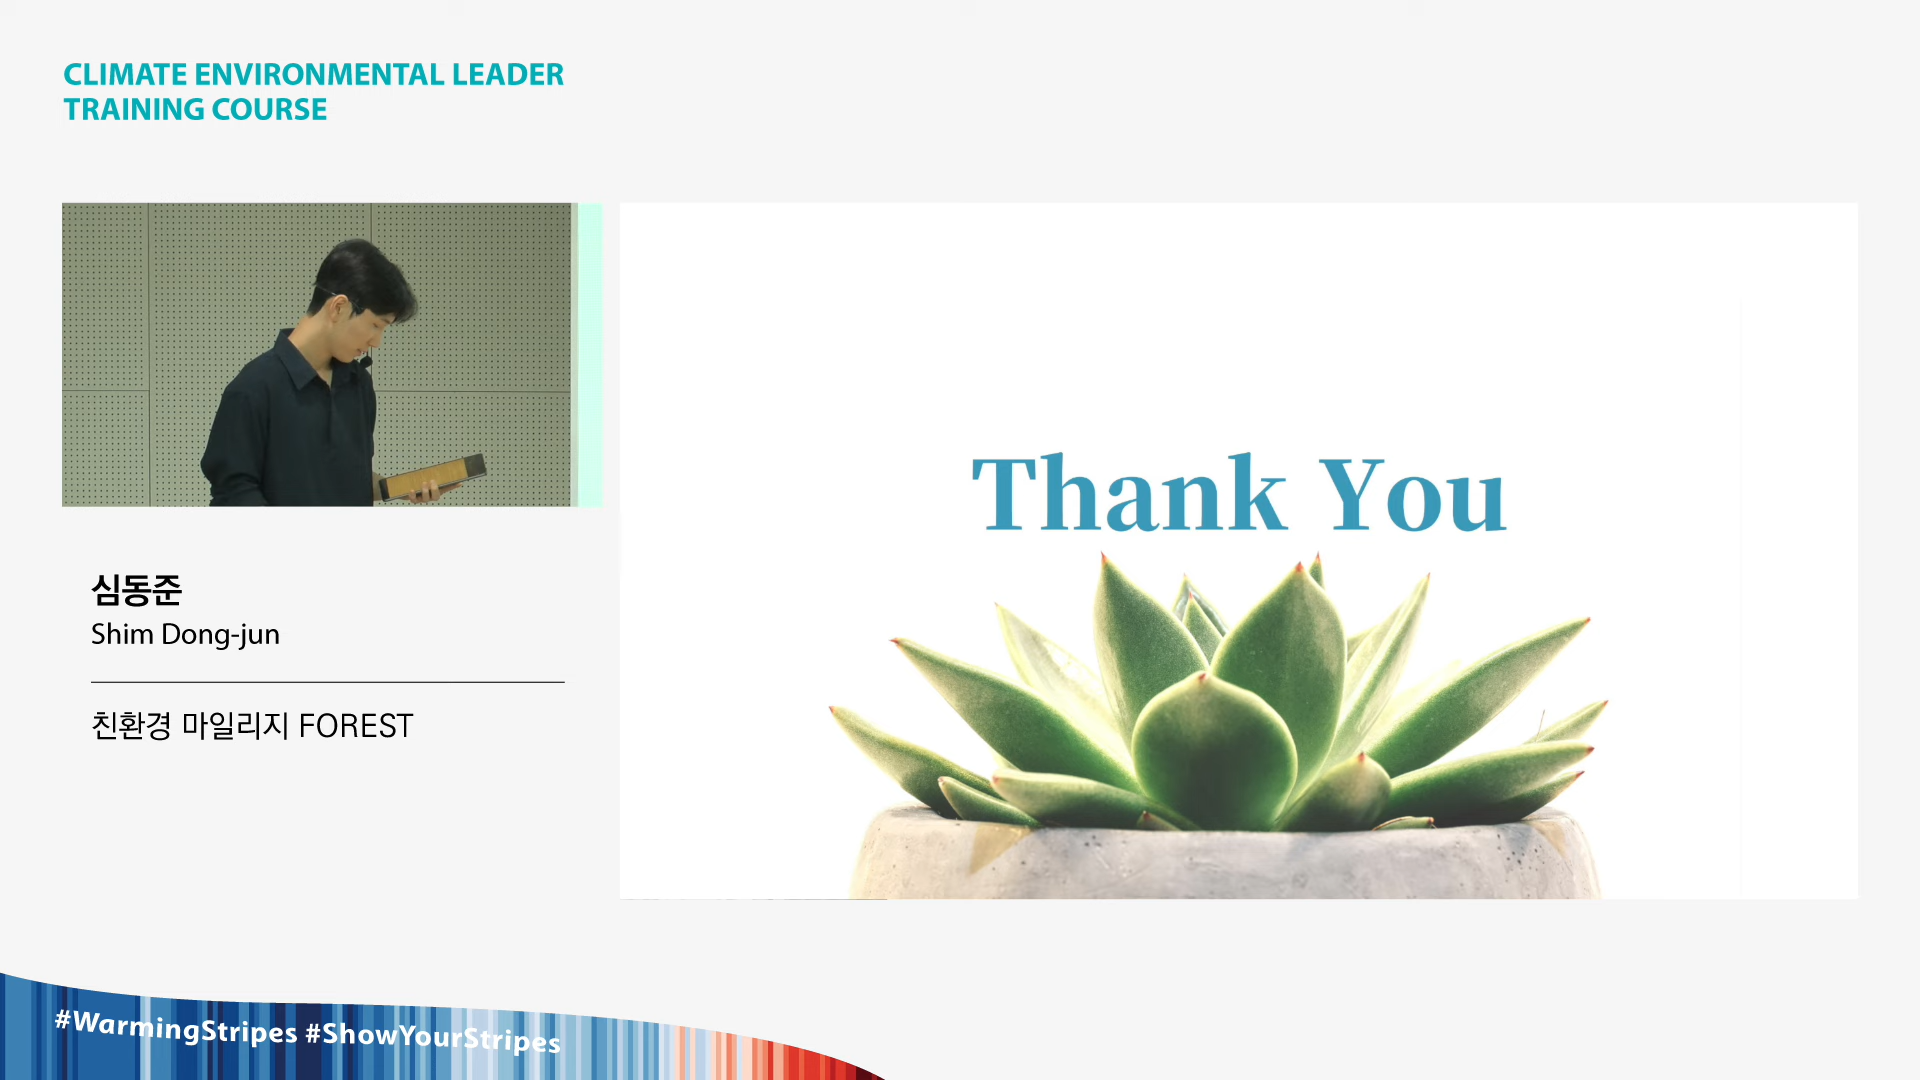 CLIMATE ENVIRONMENTAL LEADER
TRAINING COURSE
심동준
Shim Dong-jun
친환경 마일리지 FOREST
Thank You
#WarmingStripes #ShowYourStripes